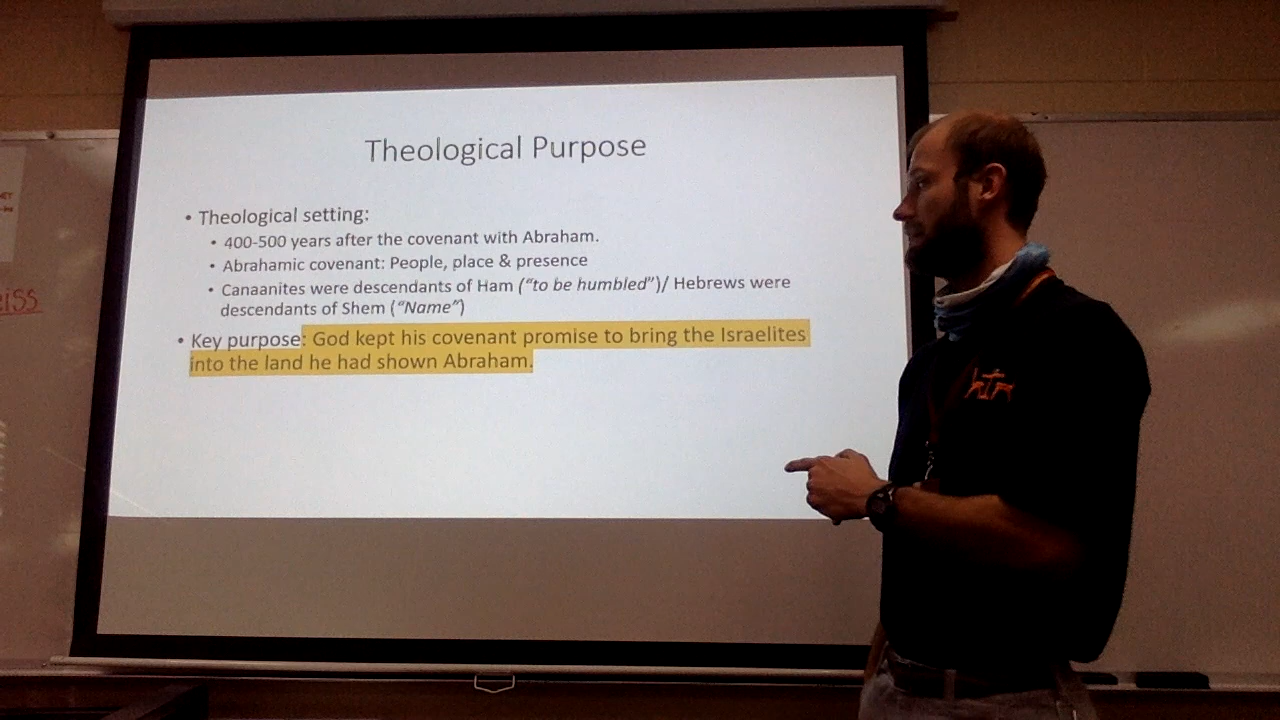 Theological Purpose
• Theological setting:
• 400-500 years after the covenant with Abraham.
• Abrahamic covenant: People, place & presence
• Canaanites were descendants of Ham (“to be humbled”)/ Hebrews were
descendants of Shem (“Name”)
• Key purpose: God kept his covenant promise to bring the Israelites
into the land he had shown Abraham.